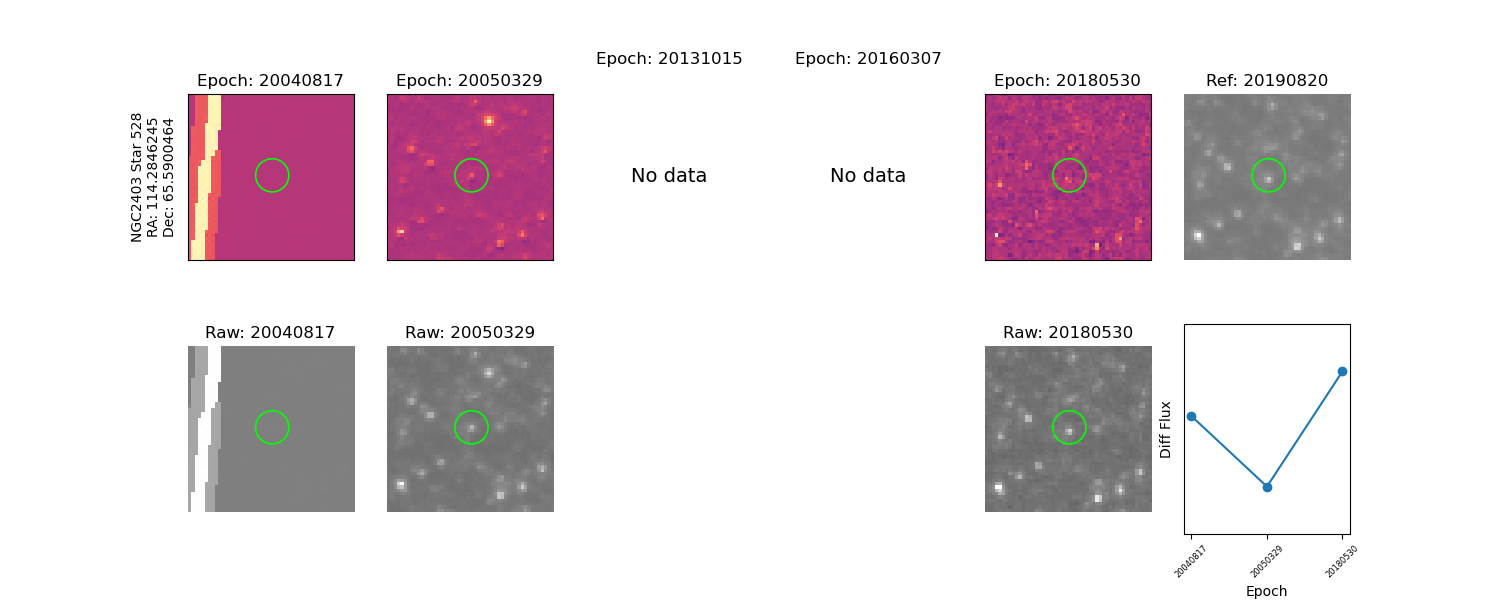 Epoch: 20131015
Epoch: 20160307
Epoch: 20040817
Epoch: 20050329
Epoch: 20180530
Ref: 20190820
NGC2403 Star 528
RA: 114.2846245
Dec: 65.5900464
No data
No data
Raw: 20040817
Raw: 20050329
Raw: 20180530
Diff Flux
20040817
20050329
20180530
Epoch